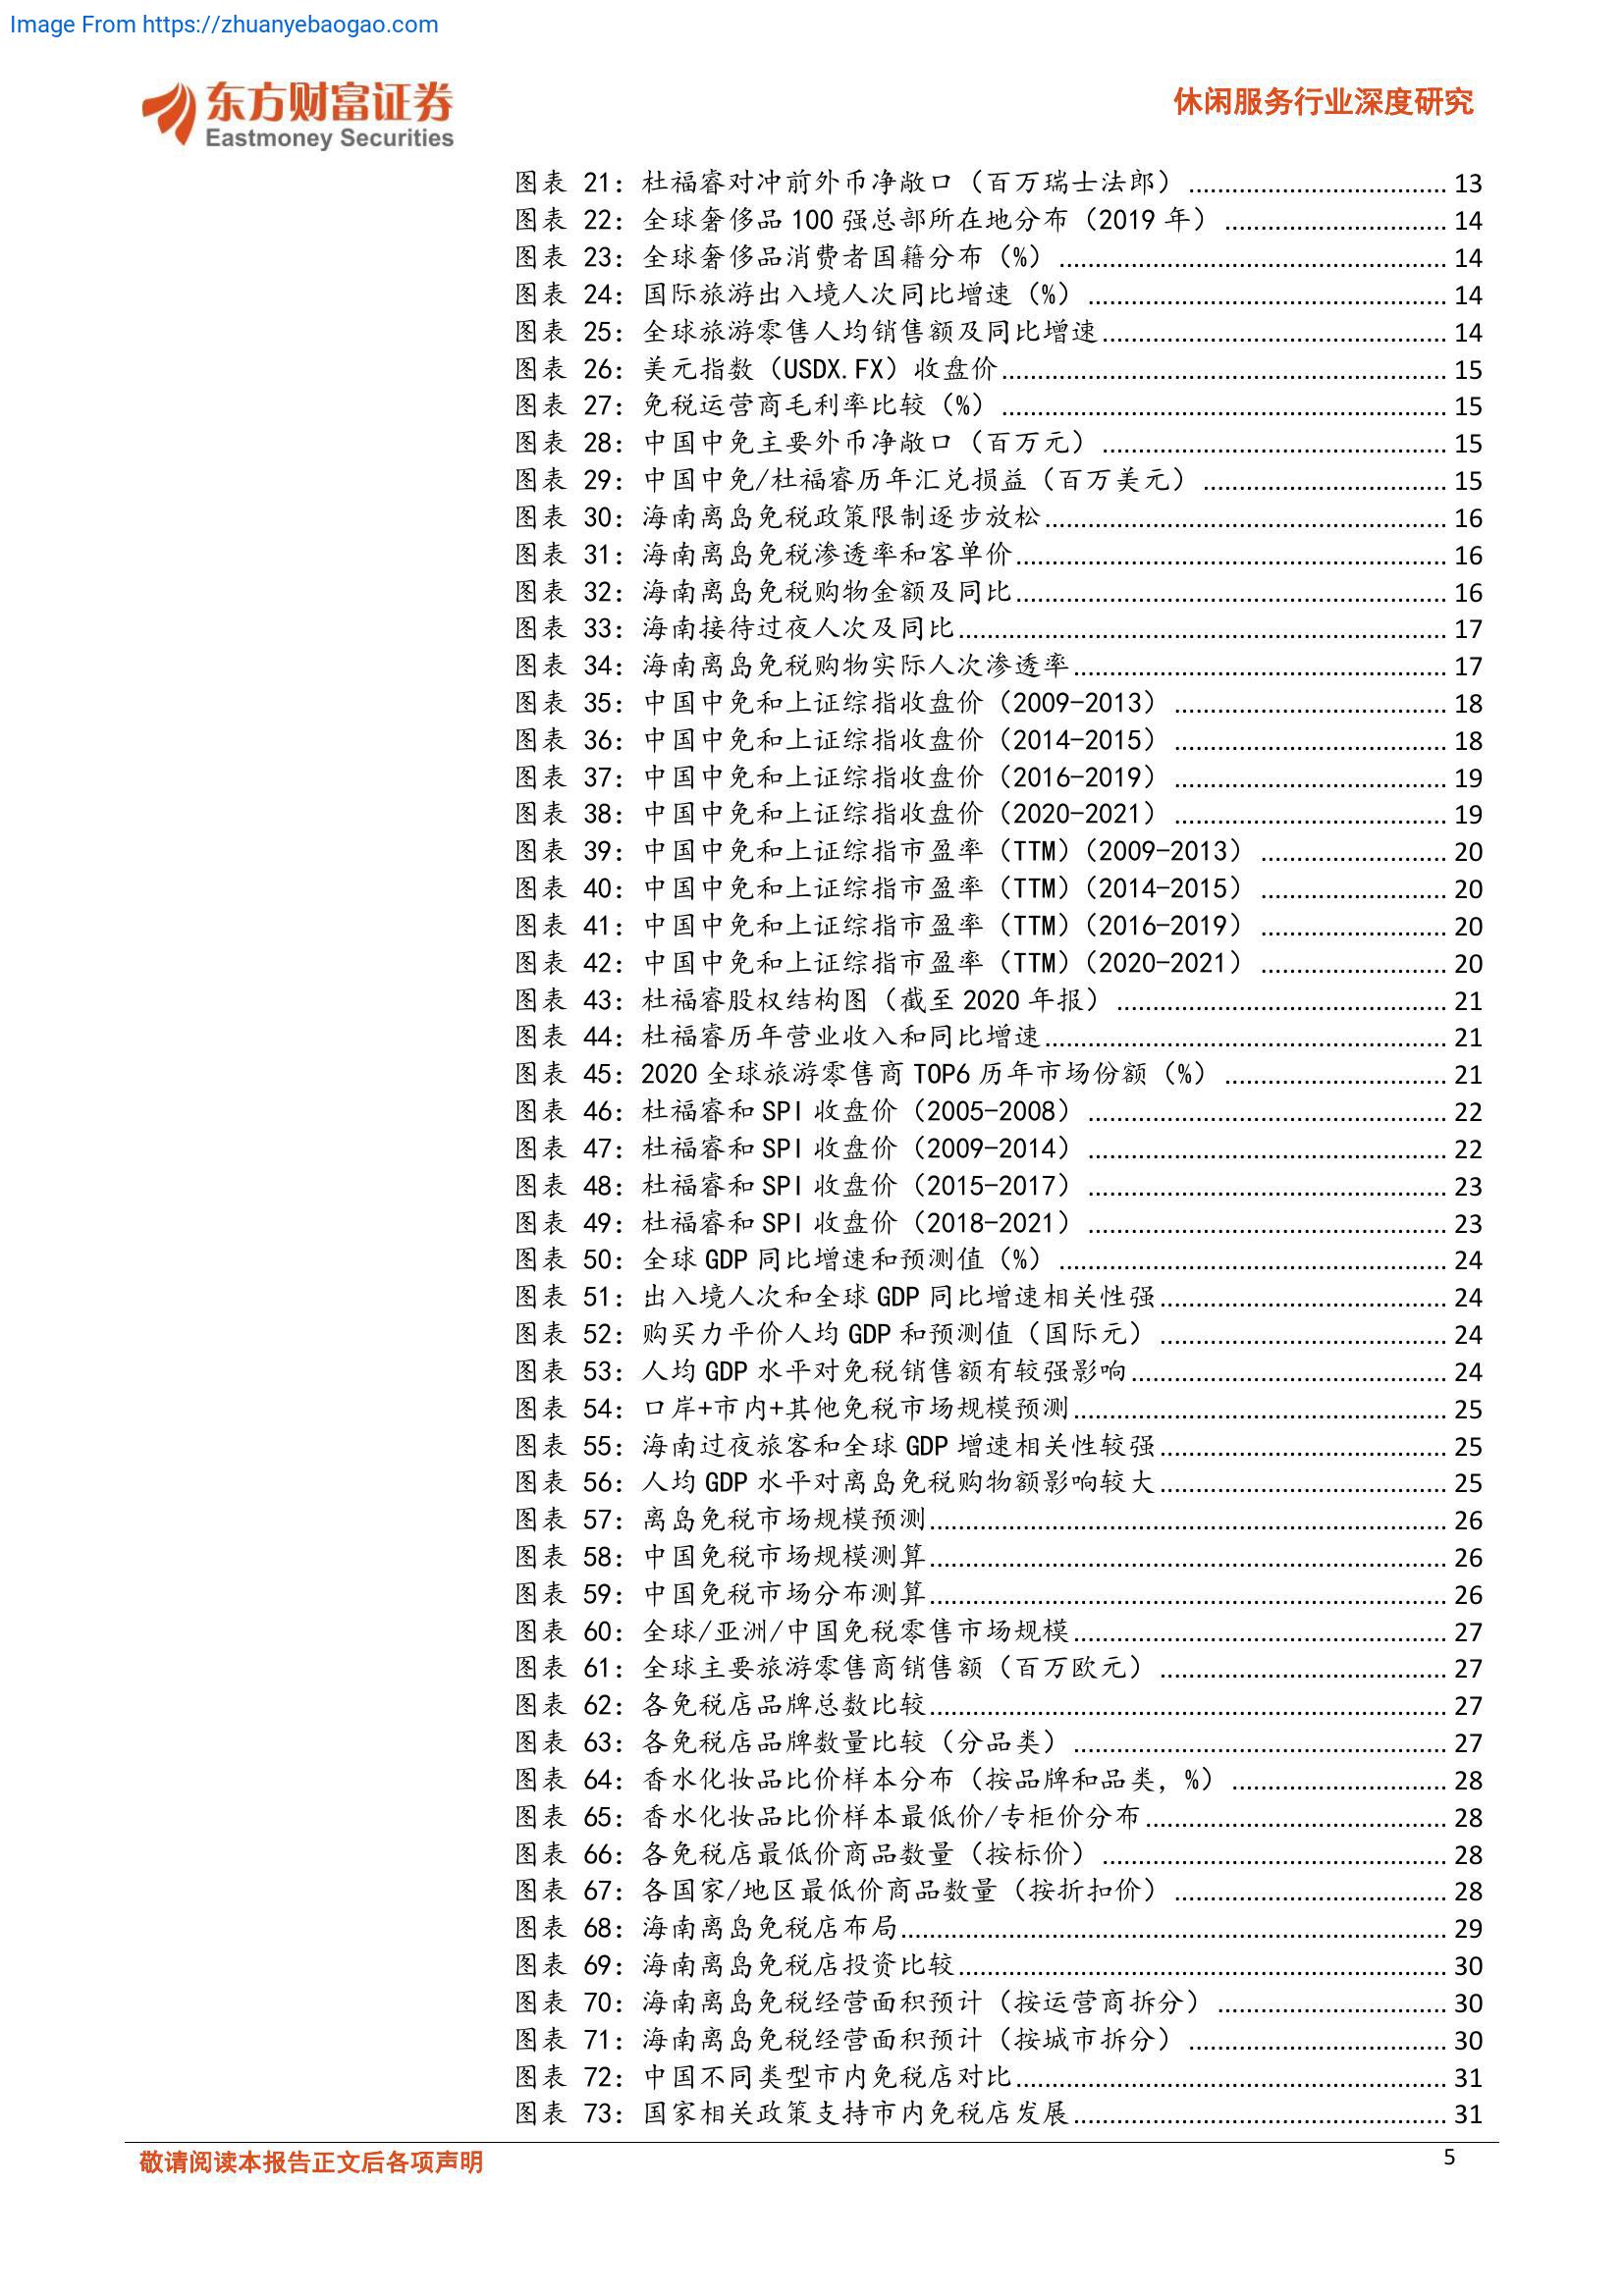 Image From https://zhuanyebaogao.com
东方财富证券
Eastmoney Securities
休闲服务行业深度研究
图表 21：杜福睿对冲前外币净敞口（百万瑞士法郎）.................................... 13
图表 22：全球奢侈品 100 强总部所在地分布（2019 年）............................... 14
图表 23：全球奢侈品消费者国籍分布（%）...................................................... 14
图表 24：国际旅游出入境人次同比增速（%）.................................................. 14
图表 25：全球旅游零售人均销售额及同比增速................................................ 14
图表 26：美元指数（USDX.FX）收盘价.............................................................. 15
图表 27：免税运营商毛利率比较（%）.............................................................. 15
图表 28：中国中免主要外币净敞口（百万元）................................................ 15
图表 29：中国中免/杜福睿历年汇兑损益（百万美元）.................................. 15
图表 30：海南离岛免税政策限制逐步放松........................................................ 16
图表 31：海南离岛免税渗透率和客单价............................................................ 16
图表 32：海南离岛免税购物金额及同比............................................................ 16
图表 33：海南接待过夜人次及同比.................................................................... 17
图表 34：海南离岛免税购物实际人次渗透率.................................................... 17
图表 35：中国中免和上证综指收盘价（2009-2013）...................................... 18
图表 36：中国中免和上证综指收盘价（2014-2015）...................................... 18
图表 37：中国中免和上证综指收盘价（2016-2019）...................................... 19
图表 38：中国中免和上证综指收盘价（2020-2021）...................................... 19
图表 39：中国中免和上证综指市盈率（TTM）（2009-2013）.......................... 20
图表 40：中国中免和上证综指市盈率（TTM）（2014-2015）.......................... 20
图表 41：中国中免和上证综指市盈率（TTM）（2016-2019）.......................... 20
图表 42：中国中免和上证综指市盈率（TTM）（2020-2021）.......................... 20
图表 43：杜福睿股权结构图（截至 2020 年报）.............................................. 21
图表 44：杜福睿历年营业收入和同比增速........................................................ 21
图表 45：2020 全球旅游零售商 TOP6 历年市场份额（%）............................... 21
图表 46：杜福睿和 SPI 收盘价（2005-2008）.................................................. 22
图表 47：杜福睿和 SPI 收盘价（2009-2014）.................................................. 22
图表 48：杜福睿和 SPI 收盘价（2015-2017）.................................................. 23
图表 49：杜福睿和 SPI 收盘价（2018-2021）.................................................. 23
图表 50：全球 GDP 同比增速和预测值（%）...................................................... 24
图表 51：出入境人次和全球 GDP 同比增速相关性强........................................ 24
图表 52：购买力平价人均 GDP 和预测值（国际元）........................................ 24
图表 53：人均 GDP 水平对免税销售额有较强影响............................................ 24
图表 54：口岸+市内+其他免税市场规模预测.................................................... 25
图表 55：海南过夜旅客和全球 GDP 增速相关性较强........................................ 25
图表 56：人均 GDP 水平对离岛免税购物额影响较大........................................ 25
图表 57：离岛免税市场规模预测........................................................................ 26
图表 58：中国免税市场规模测算........................................................................ 26
图表 59：中国免税市场分布测算........................................................................ 26
图表 60：全球/亚洲/中国免税零售市场规模.................................................... 27
图表 61：全球主要旅游零售商销售额（百万欧元）........................................ 27
图表 62：各免税店品牌总数比较........................................................................ 27
图表 63：各免税店品牌数量比较（分品类）.................................................... 27
图表 64：香水化妆品比价样本分布（按品牌和品类，%）.............................. 28
图表 65：香水化妆品比价样本最低价/专柜价分布.......................................... 28
图表 66：各免税店最低价商品数量（按标价）................................................ 28
图表 67：各国家/地区最低价商品数量（按折扣价）...................................... 28
图表 68：海南离岛免税店布局............................................................................ 29
图表 69：海南离岛免税店投资比较.................................................................... 30
图表 70：海南离岛免税经营面积预计（按运营商拆分）................................ 30
图表 71：海南离岛免税经营面积预计（按城市拆分）.................................... 30
图表 72：中国不同类型市内免税店对比............................................................ 31
图表 73：国家相关政策支持市内免税店发展.................................................... 31
敬请阅读本报告正文后各项声明
5